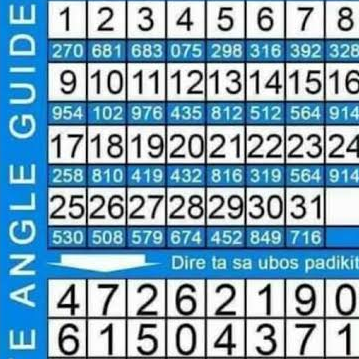 E ANGLE GUIDE
1 2 3 4 5 6 7 8
270 681 683 075 298 316 392 328
9 10 11 12 13 14 15 16
954 102 976 435 812 512 564 914
17 18 19 20 21 22 23 24
258 810 419 432 816 319 564 914
25 26 27 28 29 30 31
530 508 579 674 452 849 716
Dire ta sa ubos padikit
4 7 2 6 2 1 9 0
6 1 5 0 4 3 7 1